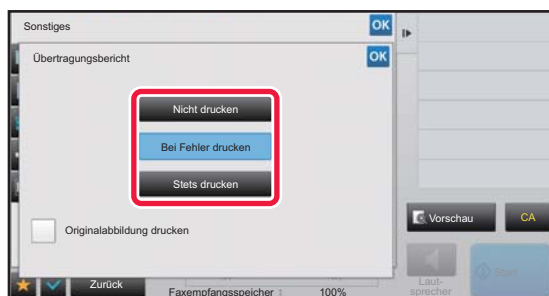 Sonstiges
OK
Übertragungsbericht
OK
Nicht drucken
Bei Fehler drucken
Stets drucken
Originalabbildung drucken
Vorschau
CA
Zurück
Faxempfangsspeicher :
100%
Laut-
sprecher
Start